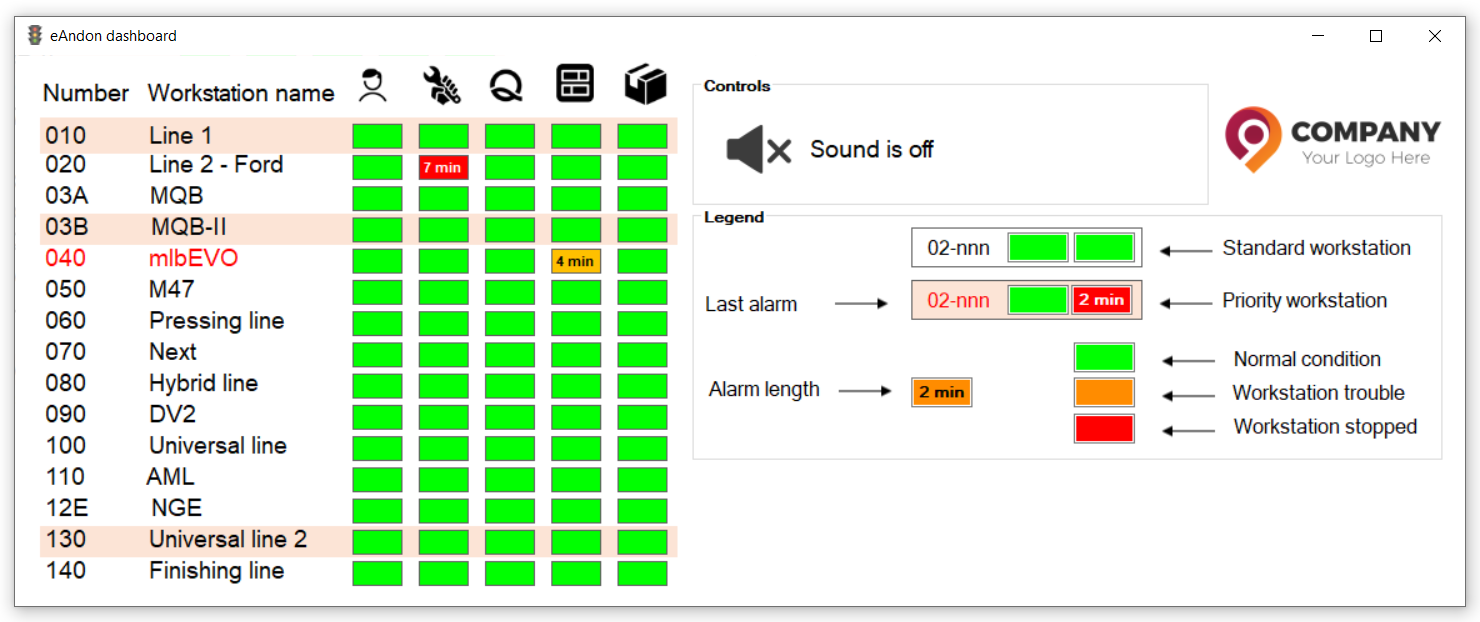 eAndon dashboard
Number Workstation name
010 Line 1
020 Line 2 - Ford 7 min
03A MQB
03B MQB-II
040 mlbEVO 4 min
050 M47
060 Pressing line
070 Next
080 Hybrid line
090 DV2
100 Universal line
110 AML
12E NGE
130 Universal line 2
140 Finishing line
Controls
Sound is off
COMPANY
Your Logo Here
Legend
02-nnn Standard workstation
Last alarm 02-nnn 2 min Priority workstation
Normal condition
Alarm length 2 min Workstation trouble
Workstation stopped